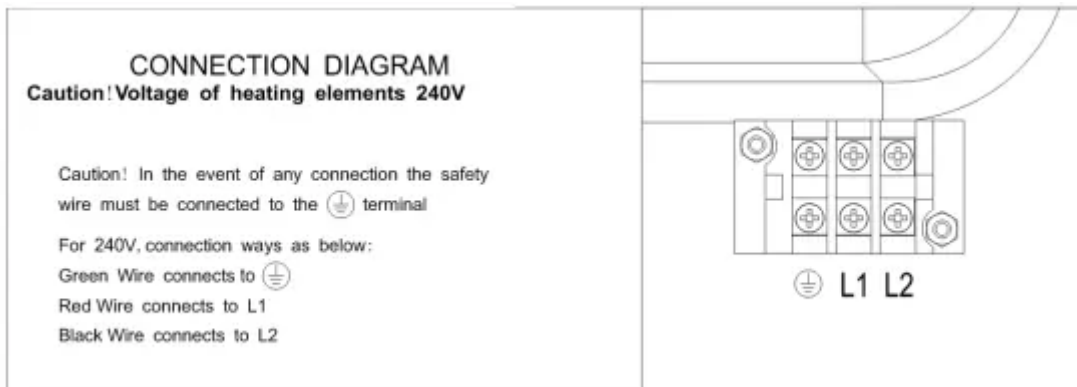 CONNECTION DIAGRAM
Caution!Voltage of heating elements 240V
Caution! In the event of any connection the safety
wire must be connected to the ⏚ terminal
For 240V, connection ways as below:
Green Wire connects to ⏚
Red Wire connects to L1
Black Wire connects to L2
⏚ L1 L2